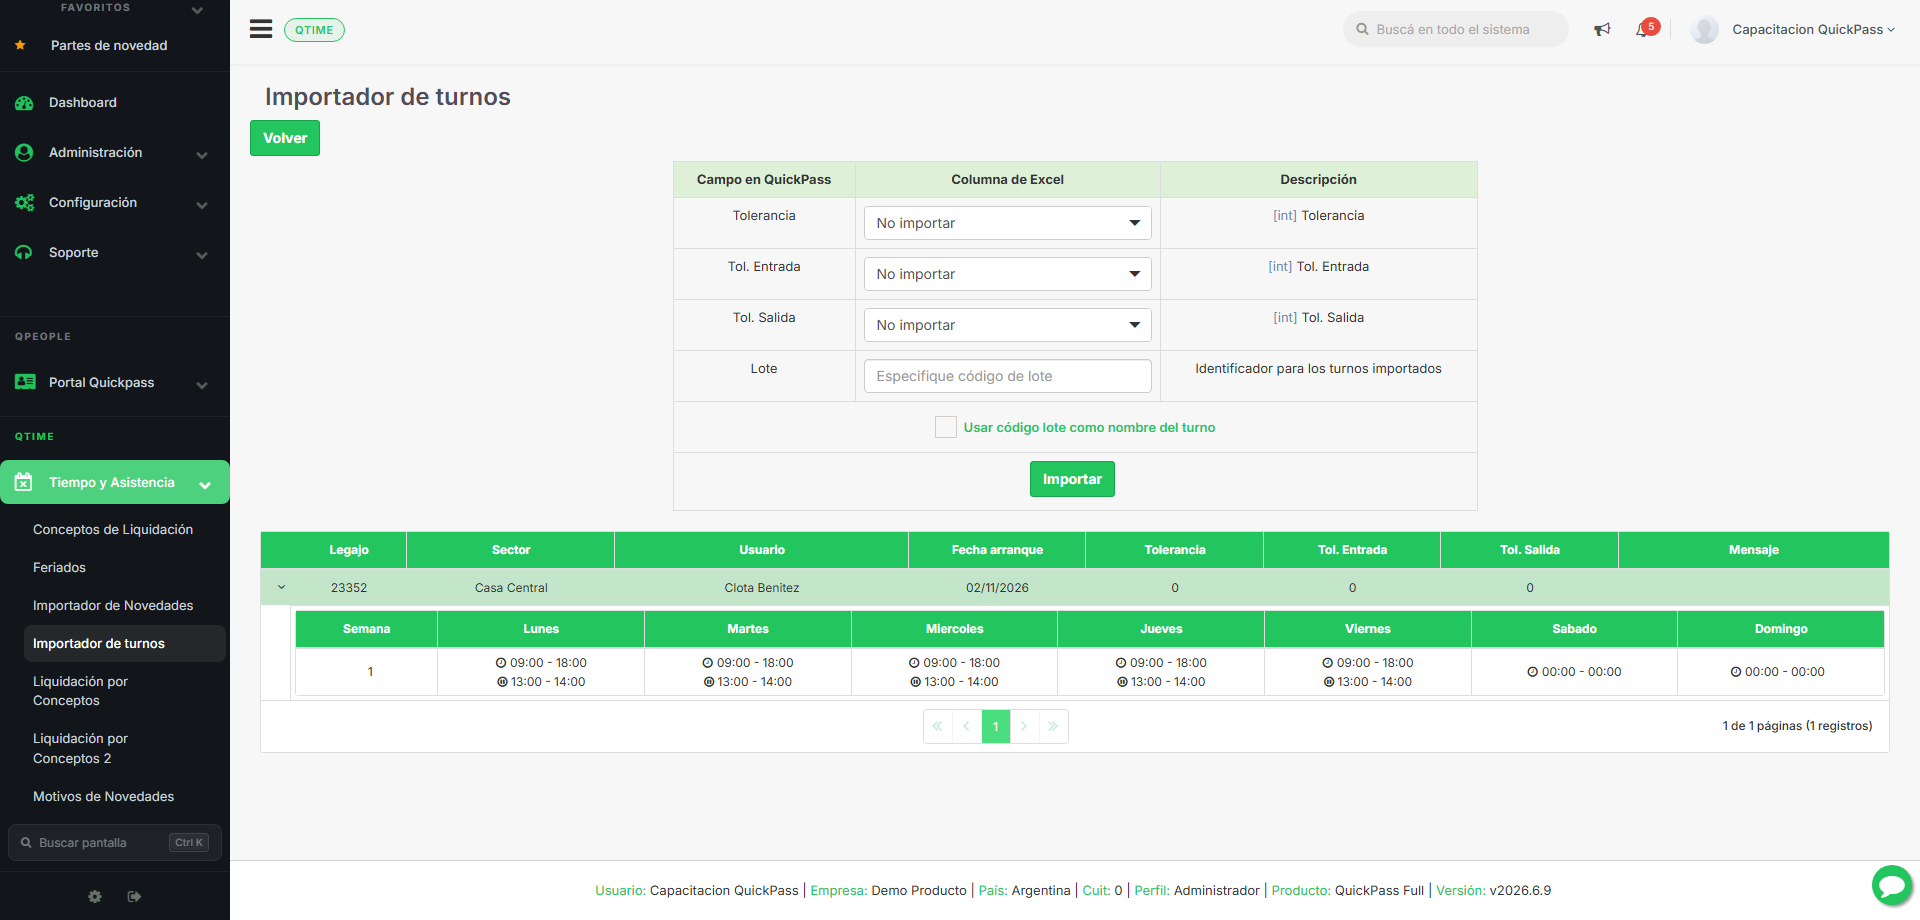 FAVORITOS
Partes de novedad
Dashboard
Administración
Configuración
Soporte
QPEOPLE
Portal Quickpass
QTIME
Tiempo y Asistencia
Conceptos de Liquidación
Feriados
Importador de Novedades
Importador de turnos
Liquidación por
Conceptos
Liquidación por
Conceptos 2
Motivos de Novedades
Buscar pantalla Ctrl K
QTIME
Buscá en todo el sistema
5
Capacitacion QuickPass
Importador de turnos
Volver
Campo en QuickPass Columna de Excel Descripción
Tolerancia No importar [int] Tolerancia
Tol. Entrada No importar [int] Tol. Entrada
Tol. Salida No importar [int] Tol. Salida
Lote Especifique código de lote Identificador para los turnos importados
Usar código lote como nombre del turno
Importar
Legajo Sector Usuario Fecha arranque Tolerancia Tol. Entrada Tol. Salida Mensaje
23352 Casa Central Clota Benitez 02/11/2026 0 0 0
Semana Lunes Martes Miercoles Jueves Viernes Sabado Domingo
1 09:00 - 18:00 09:00 - 18:00 09:00 - 18:00 09:00 - 18:00 09:00 - 18:00 00:00 - 00:00 00:00 - 00:00
13:00 - 14:00 13:00 - 14:00 13:00 - 14:00 13:00 - 14:00 13:00 - 14:00
« ‹ 1 › »
1 de 1 páginas (1 registros)
Usuario: Capacitacion QuickPass | Empresa: Demo Producto | País: Argentina | Cuit: 0 | Perfil: Administrador | Producto: QuickPass Full | Versión: v2026.6.9